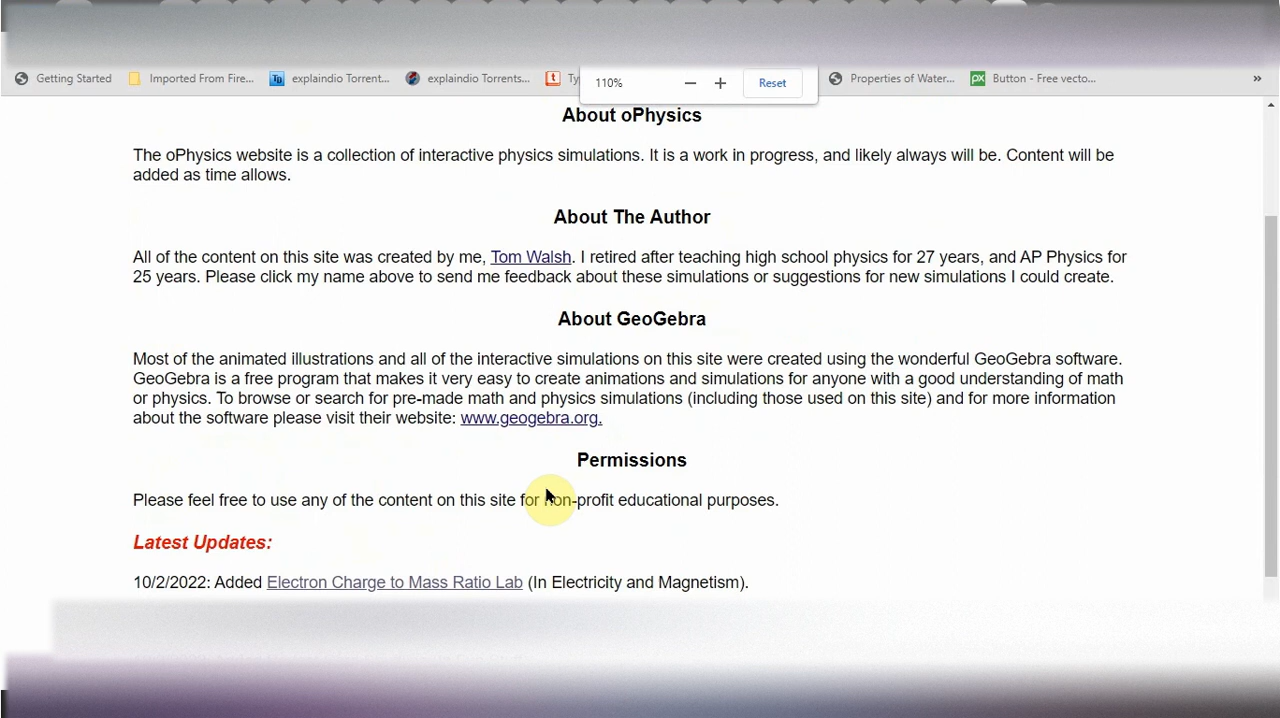 Getting Started Imported From Fire... explaindio Torrent... explaindio Torrents... Ty 110% Reset Properties of Water... Button - Free vecto... »
About oPhysics
The oPhysics website is a collection of interactive physics simulations. It is a work in progress, and likely always will be. Content will be
added as time allows.
About The Author
All of the content on this site was created by me, Tom Walsh. I retired after teaching high school physics for 27 years, and AP Physics for
25 years. Please click my name above to send me feedback about these simulations or suggestions for new simulations I could create.
About GeoGebra
Most of the animated illustrations and all of the interactive simulations on this site were created using the wonderful GeoGebra software.
GeoGebra is a free program that makes it very easy to create animations and simulations for anyone with a good understanding of math
or physics. To browse or search for pre-made math and physics simulations (including those used on this site) and for more information
about the software please visit their website: www.geogebra.org.
Permissions
Please feel free to use any of the content on this site for non-profit educational purposes.
Latest Updates:
10/2/2022: Added Electron Charge to Mass Ratio Lab (In Electricity and Magnetism).